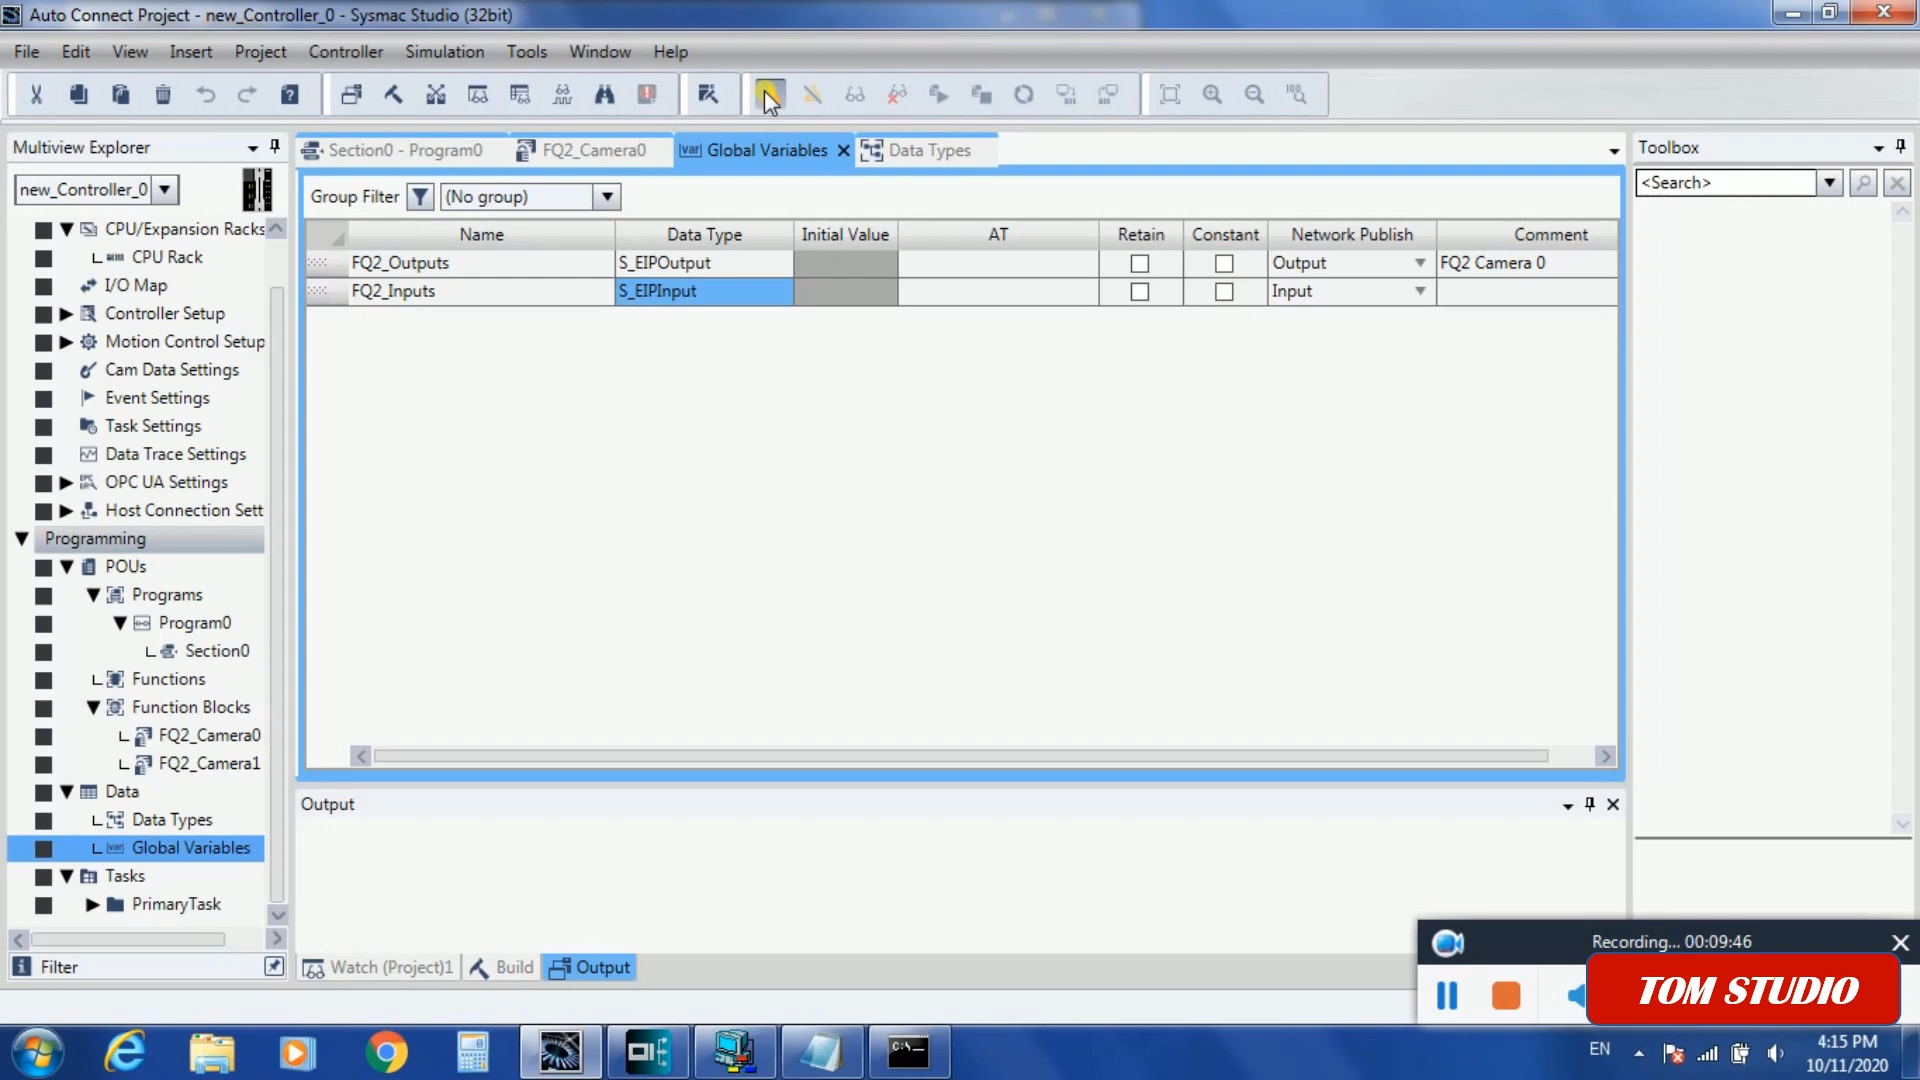 Auto Connect Project - new_Controller_0 - Sysmac Studio (32bit)
File Edit View Insert Project Controller Simulation Tools Window Help
Multiview Explorer
new_Controller_0
CPU/Expansion Racks
CPU Rack
I/O Map
Controller Setup
Motion Control Setup
Cam Data Settings
Event Settings
Task Settings
Data Trace Settings
OPC UA Settings
Host Connection Sett
Programming
POUs
Programs
Program0
Section0
Functions
Function Blocks
FQ2_Camera0
FQ2_Camera1
Data
Data Types
Global Variables
Tasks
PrimaryTask
Filter
Section0 - Program0 FQ2_Camera0 Global Variables Data Types
Group Filter (No group)
Name Data Type Initial Value AT Retain Constant Network Publish Comment
FQ2_Outputs S_EIPOutput Output FQ2 Camera 0
FQ2_Inputs S_EIPInput Input
Output
Watch (Project)1 Build Output
Toolbox
<Search>
Recording... 00:09:46
TOM STUDIO
EN
4:15 PM
10/11/2020